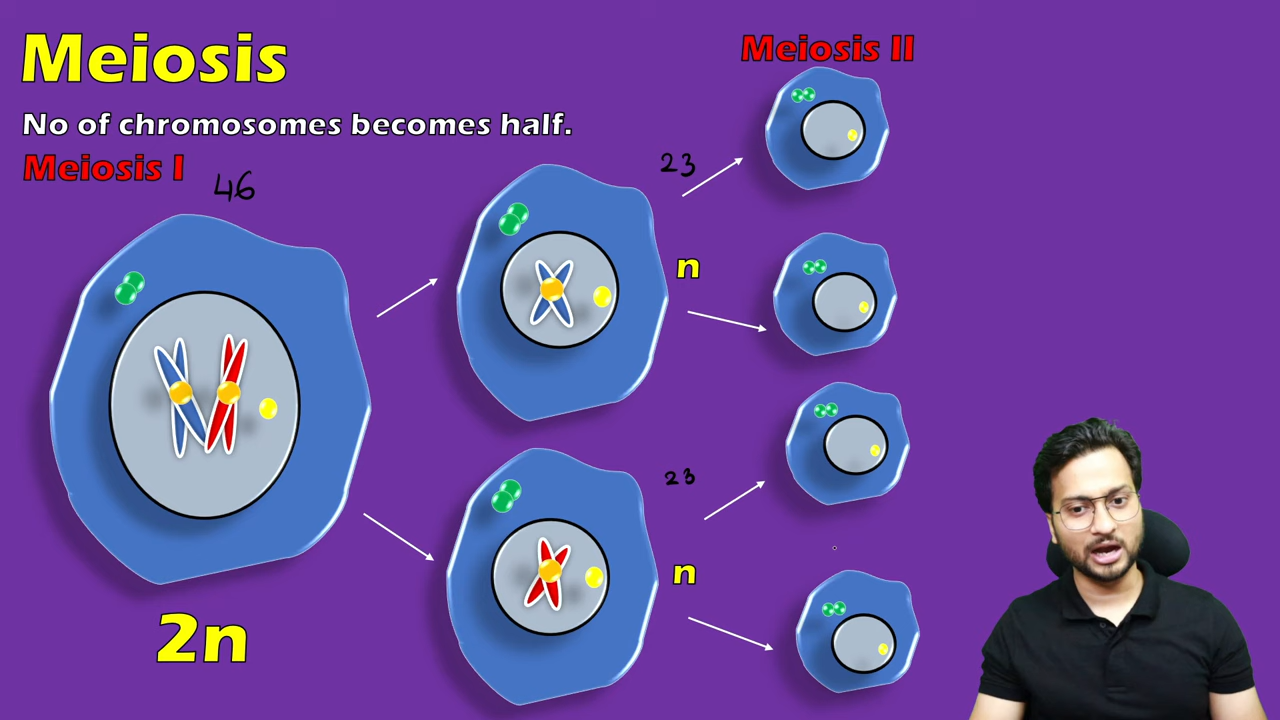 Meiosis
No of chromosomes becomes half.
Meiosis I
46
2n
Meiosis II
23
n
23
n